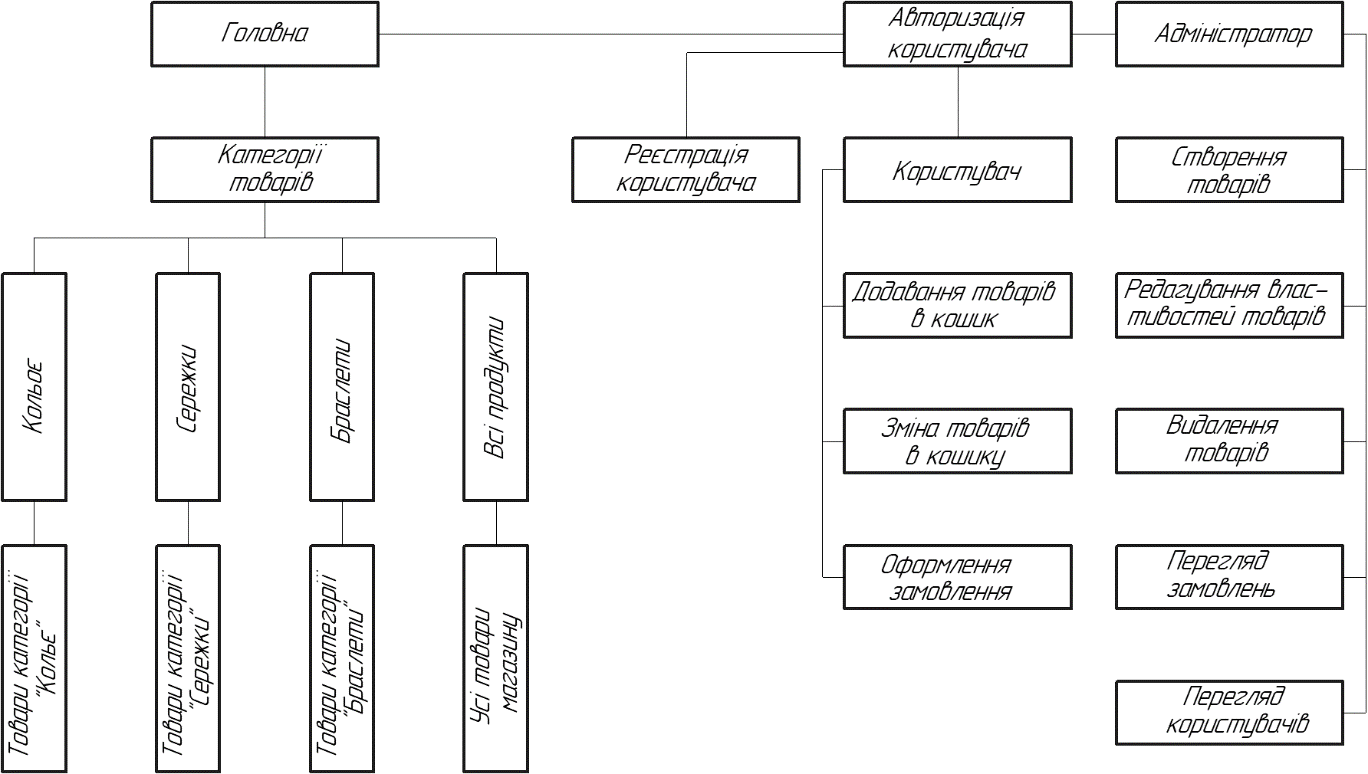 Головна
Авторизація
користувача
Адміністратор
Категорії
товарів
Реєстрація
користувача
Користувач
Створення
товарів
Кольоє
Сережки
Браслети
Всі продукти
Додавання товарів
в кошик
Редагування влас-
тивостей товарів
Зміна товарів
в кошику
Видалення
товарів
Товари категорії
"Кольє"
Товари категорії
"Сережки"
Товари категорії
"Браслети"
Усі товари
магазину
Оформлення
замовлення
Перегляд
замовлень
Перегляд
користувачів